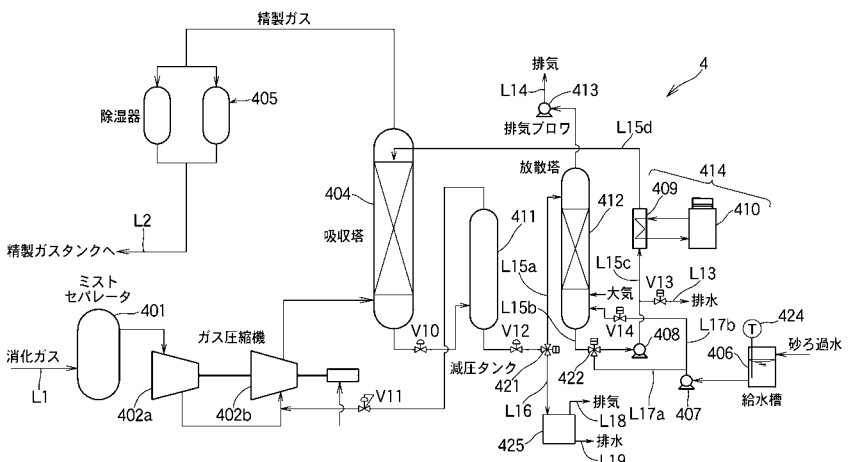 精製ガス
4
排気
L14
413
405
除湿器
排気ブロワ
L15d
放散塔
414
409
404
412
410
411
L2
吸収塔
精製ガスタンクへ
L15a
L15c
V13
L13
ミスト
セパレータ
401
大気
排水
L15b
ガス圧縮機
V10
V12
V14
L17b
424
408
T
消化ガス
減圧タンク
406
砂ろ過水
421
422
L1
V11
L16
L17a
407
給水槽
402a
402b
排気
L18
425
排水
L19